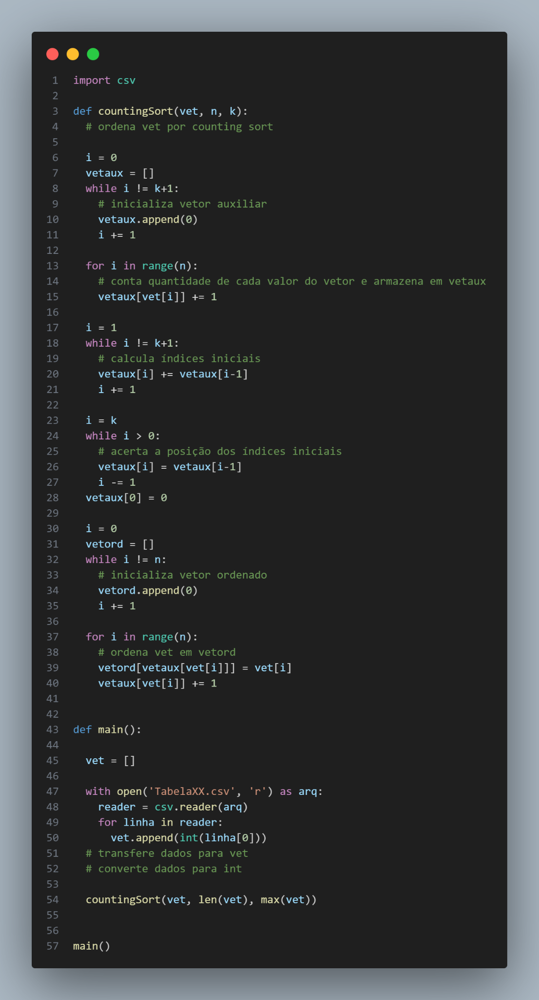 1 import csv
2
3 def countingSort(vet, n, k):
4   # ordena vet por counting sort
5
6   i = 0
7   vetaux = []
8   while i != k+1:
9     # inicializa vetor auxiliar
10     vetaux.append(0)
11     i += 1
12
13   for i in range(n):
14     # conta quantidade de cada valor do vetor e armazena em vetaux
15     vetaux[vet[i]] += 1
16
17   i = 1
18   while i != k+1:
19     # calcula índices iniciais
20     vetaux[i] += vetaux[i-1]
21     i += 1
22
23   i = k
24   while i > 0:
25     # acerta a posição dos índices iniciais
26     vetaux[i] = vetaux[i-1]
27     i -= 1
28   vetaux[0] = 0
29
30   i = 0
31   vetord = []
32   while i != n:
33     # inicializa vetor ordenado
34     vetord.append(0)
35     i += 1
36
37   for i in range(n):
38     # ordena vet em vetord
39     vetord[vetaux[vet[i]]] = vet[i]
40     vetaux[vet[i]] += 1
41
42
43 def main():
44
45   vet = []
46
47   with open('TabelaXX.csv', 'r') as arq:
48     reader = csv.reader(arq)
49     for linha in reader:
50       vet.append(int(linha[0]))
51   # transfere dados para vet
52   # converte dados para int
53
54   countingSort(vet, len(vet), max(vet))
55
56
57 main()